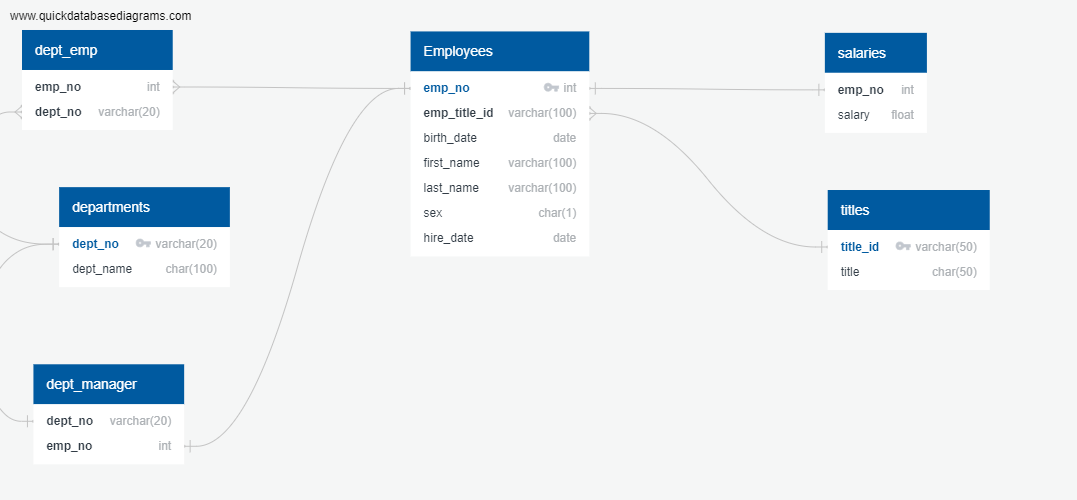 www.quickdatabasediagrams.com
dept_emp
emp_no int
dept_no varchar(20)
departments
dept_no varchar(20)
dept_name char(100)
dept_manager
dept_no varchar(20)
emp_no int
Employees
emp_no int
emp_title_id varchar(100)
birth_date date
first_name varchar(100)
last_name varchar(100)
sex char(1)
hire_date date
salaries
emp_no int
salary float
titles
title_id varchar(50)
title char(50)